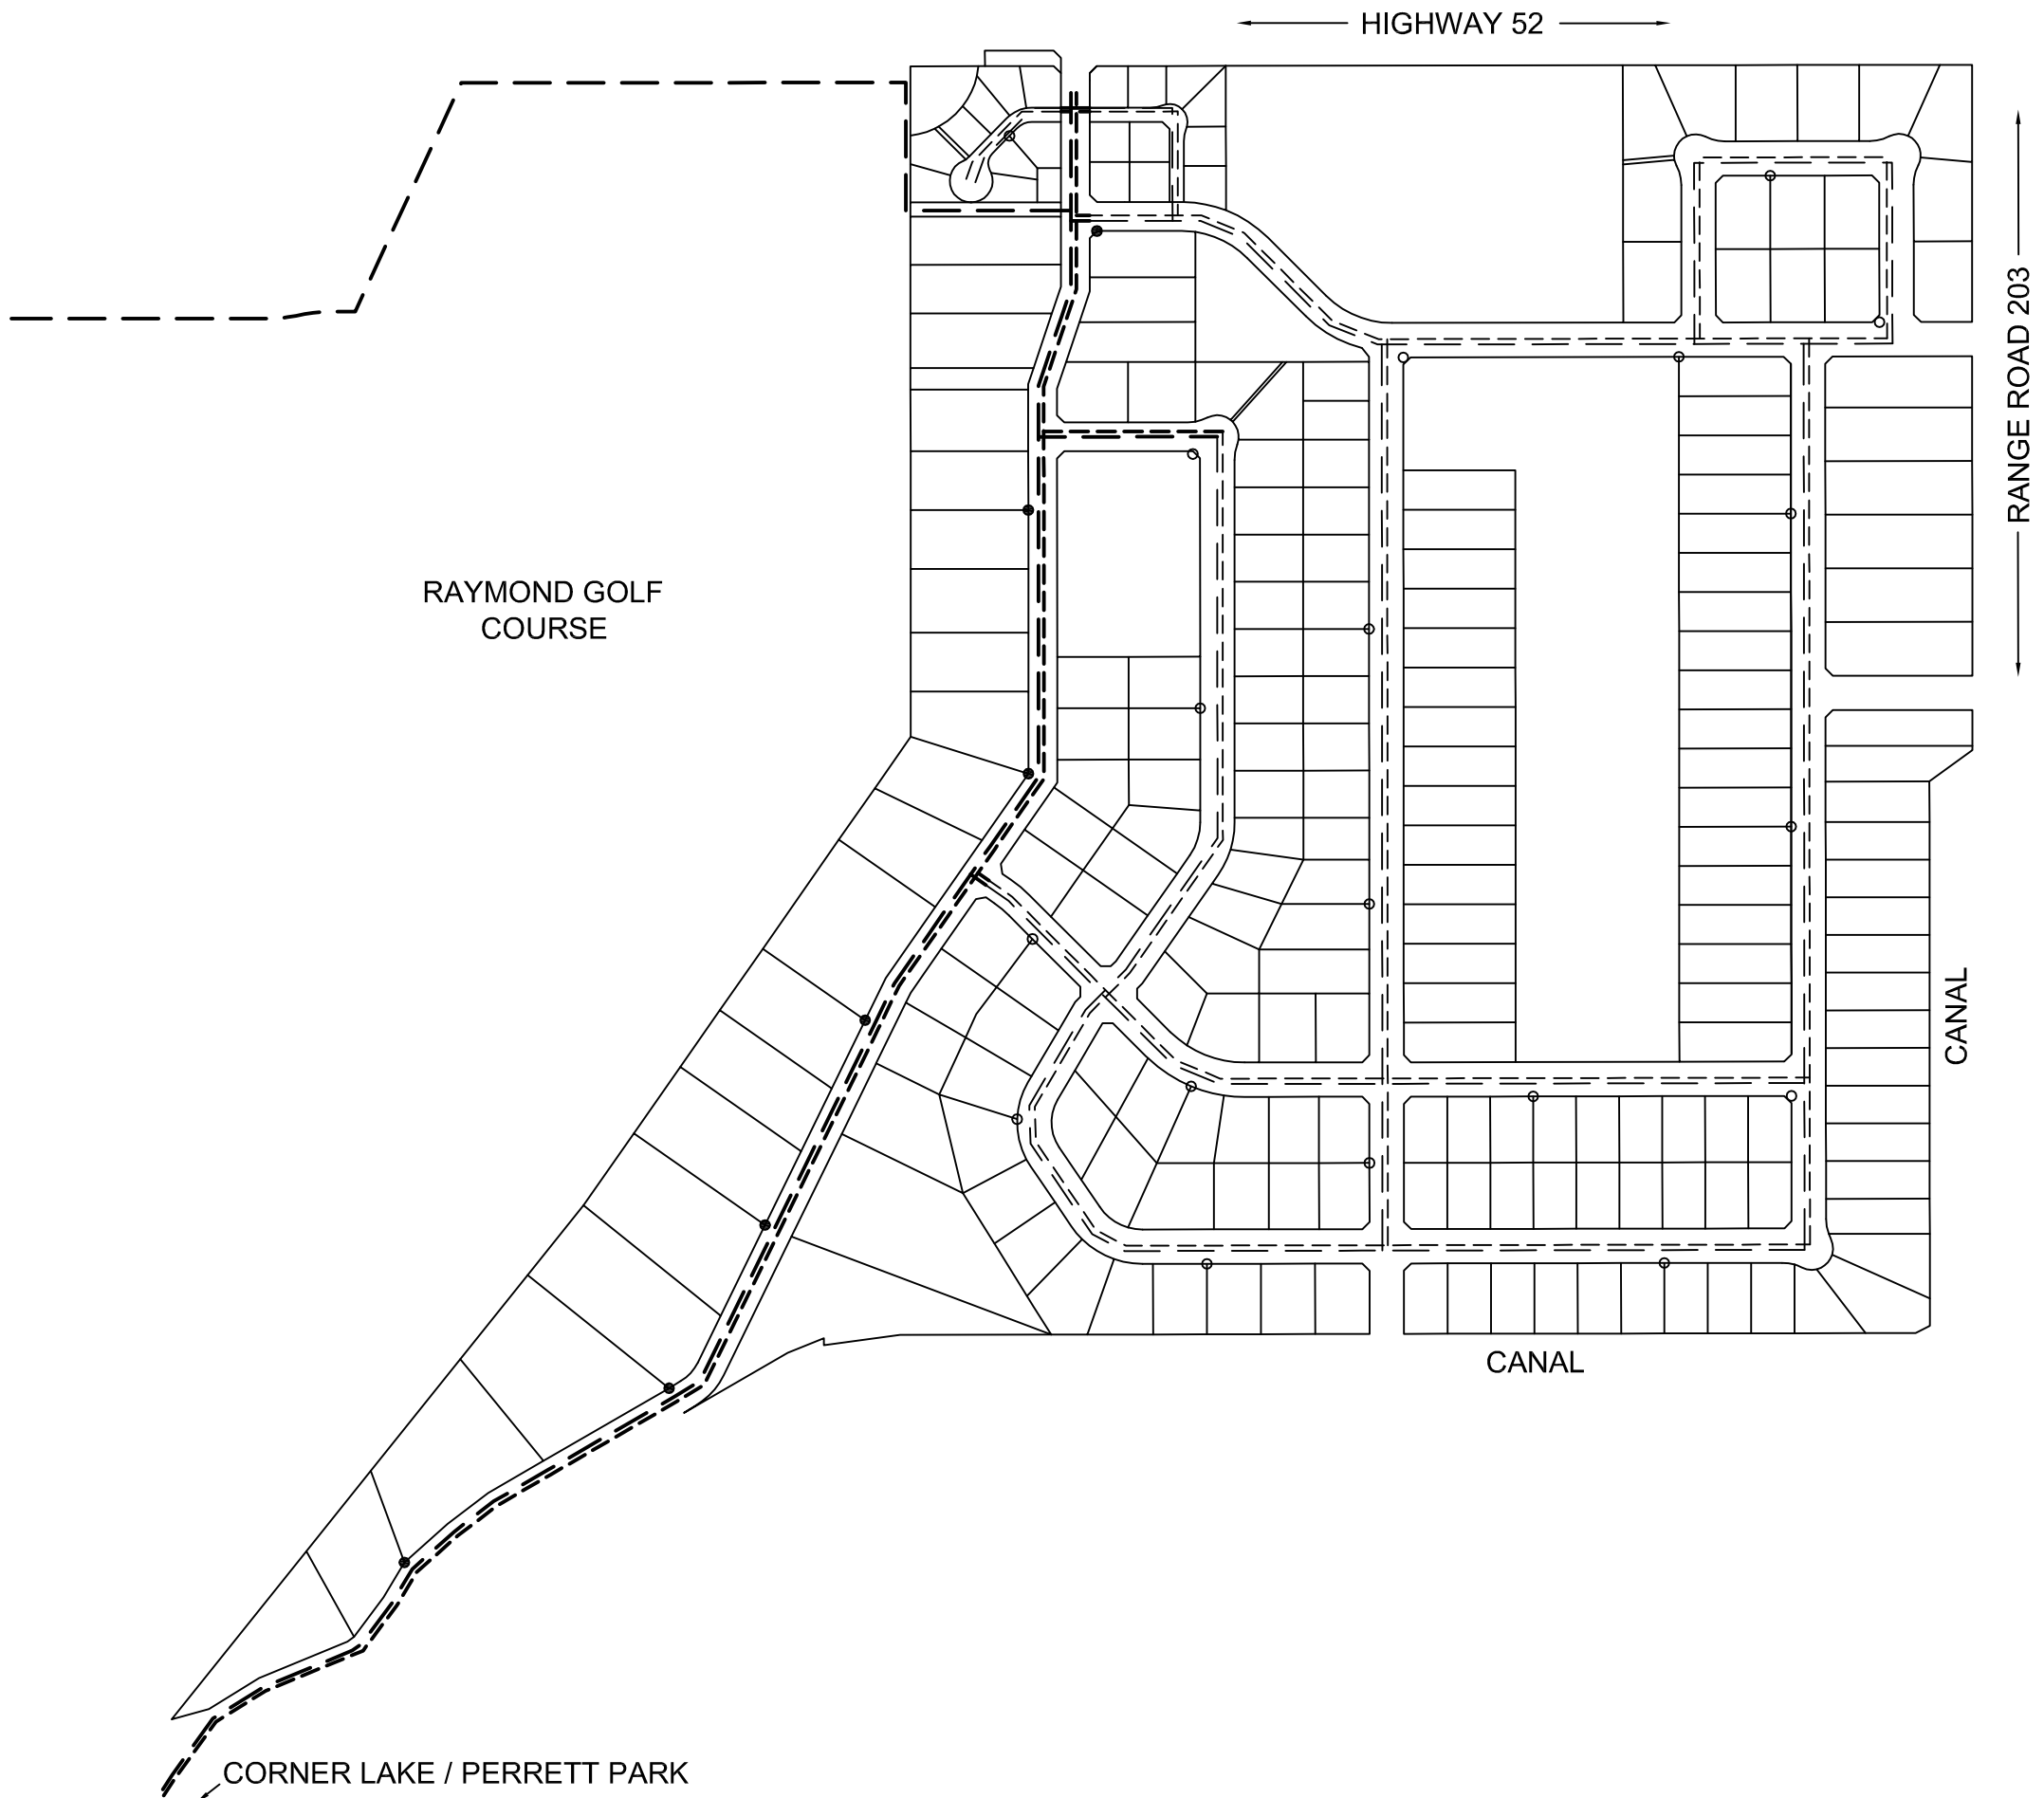 HIGHWAY 52
RANGE ROAD 203
RAYMOND GOLF
COURSE
CANAL
CANAL
CORNER LAKE / PERRETT PARK